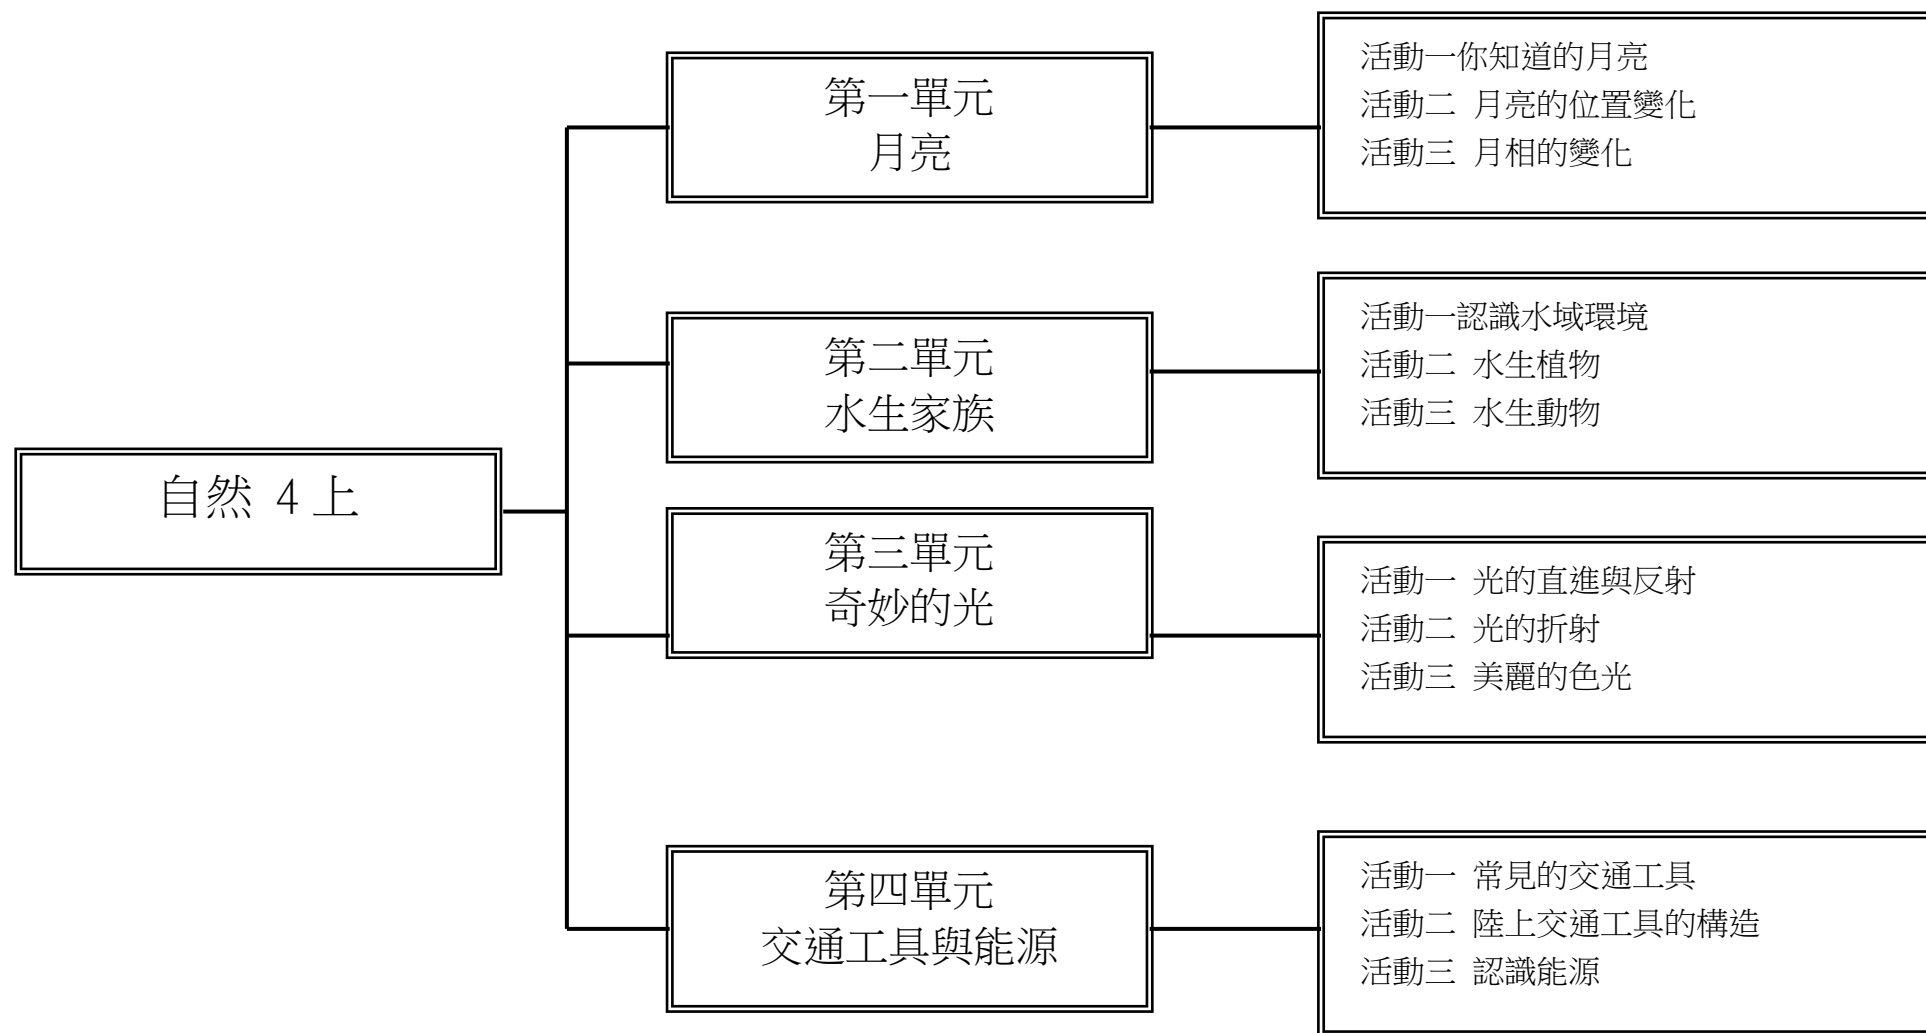 自然 4上
第一單元
月亮
活動一你知道的月亮
活動二 月亮的位置變化
活動三 月相的變化
第二單元
水生家族
活動一認識水域環境
活動二 水生植物
活動三 水生動物
第三單元
奇妙的光
活動一 光的直進與反射
活動二 光的折射
活動三 美麗的色光
第四單元
交通工具與能源
活動一 常見的交通工具
活動二 陸上交通工具的構造
活動三 認識能源